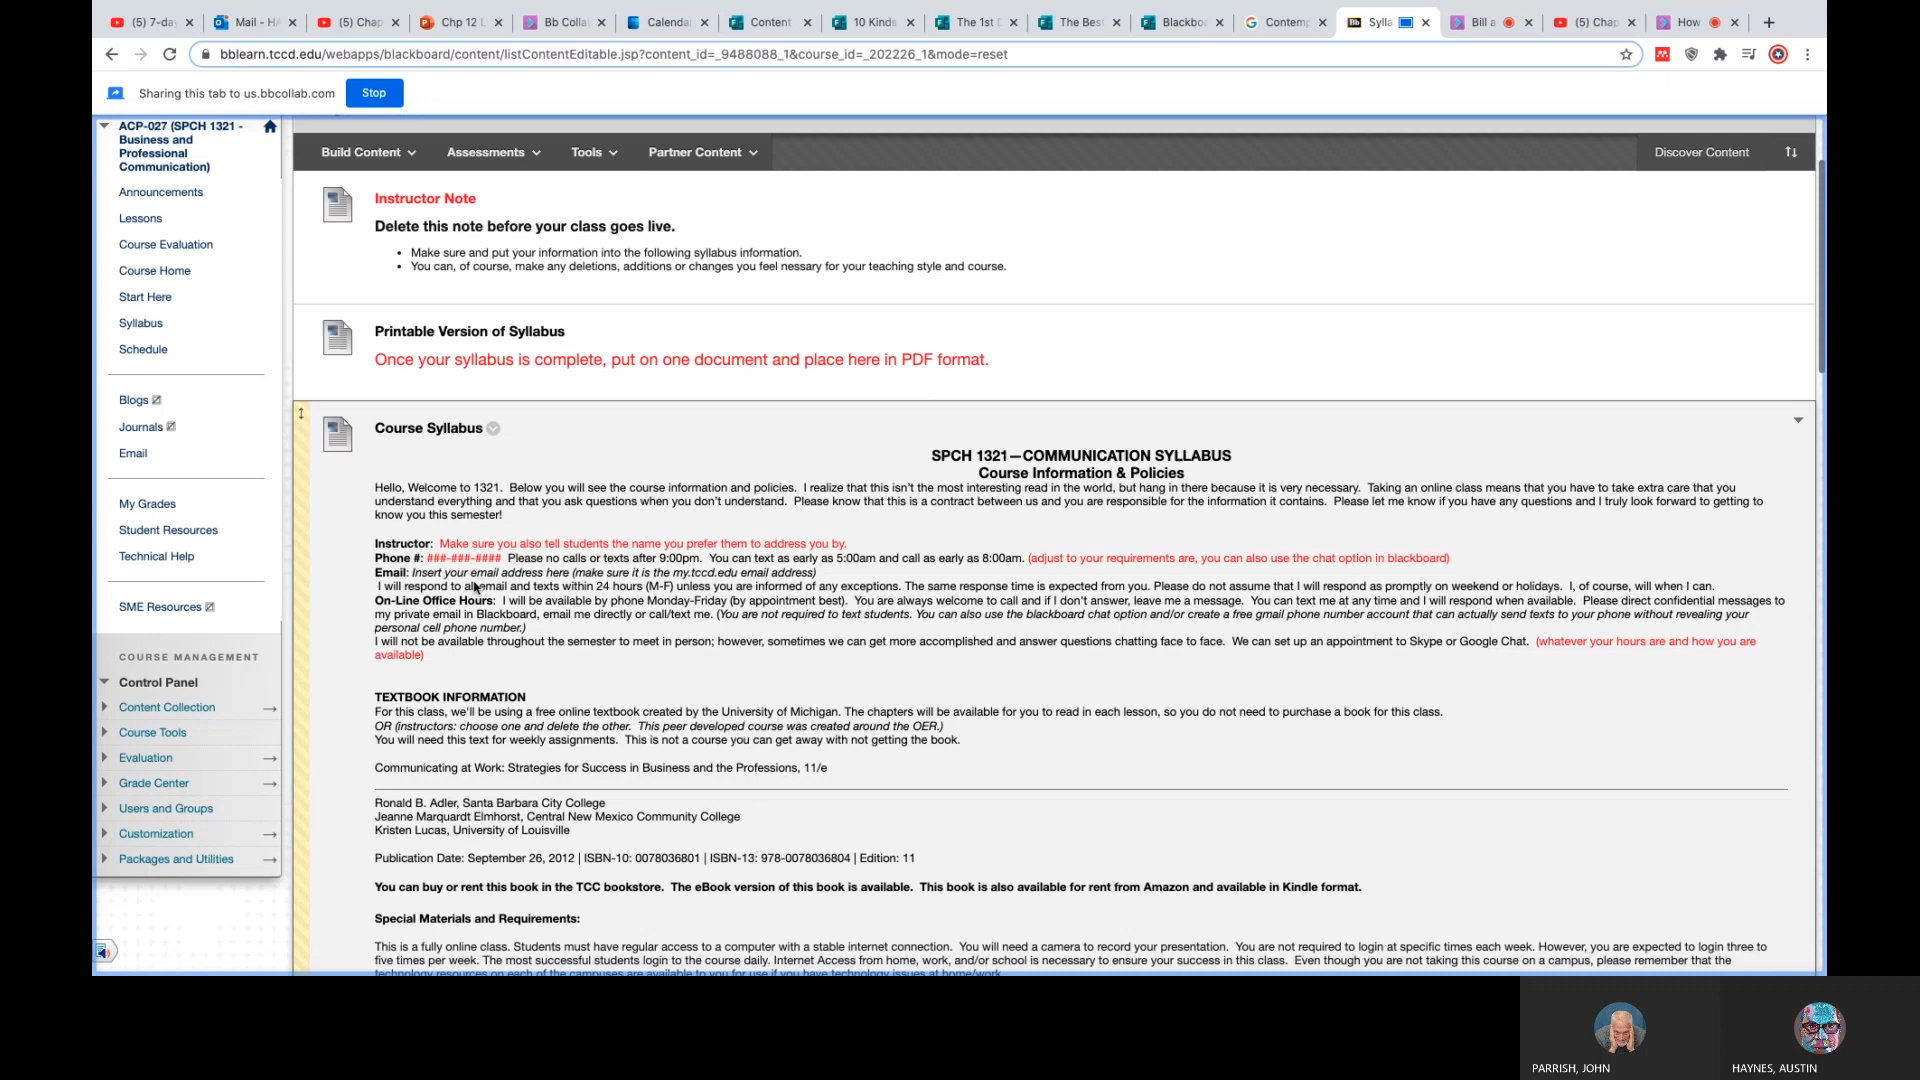 (5) 7-da
Mail - H
(5) Chap
Chp 12 L
Bb Colla
Calenda
Content
10 Kinds
The 1st D
The Best
Blackbo
Contem
Sylla
Bill a
(5) Chap
How
bblearn.tccd.edu/webapps/blackboard/content/listContentEditable.jsp?content_id=_9488088_1&course_id=_202226_1&mode=reset
Sharing this tab to us.bbcollab.com Stop
ACP-027 (SPCH 1321 -
Business and
Professional
Communication)
Announcements
Lessons
Course Evaluation
Course Home
Start Here
Syllabus
Schedule
Blogs
Journals
Email
My Grades
Student Resources
Technical Help
SME Resources
COURSE MANAGEMENT
Control Panel
Content Collection
Course Tools
Evaluation
Grade Center
Users and Groups
Customization
Packages and Utilities
Build Content Assessments Tools Partner Content Discover Content
Instructor Note
Delete this note before your class goes live.
• Make sure and put your information into the following syllabus information.
• You can, of course, make any deletions, additions or changes you feel nessary for your teaching style and course.
Printable Version of Syllabus
Once your syllabus is complete, put on one document and place here in PDF format.
Course Syllabus
SPCH 1321—COMMUNICATION SYLLABUS
Course Information & Policies
Hello, Welcome to 1321. Below you will see the course information and policies. I realize that this isn't the most interesting read in the world, but hang in there because it is very necessary. Taking an online class means that you have to take extra care that you
understand everything and that you ask questions when you don't understand. Please know that this is a contract between us and you are responsible for the information it contains. Please let me know if you have any questions and I truly look forward to getting to
know you this semester!
Instructor: Make sure you also tell students the name you prefer them to address you by.
Phone #: ###-###-#### Please no calls or texts after 9:00pm. You can text as early as 5:00am and call as early as 8:00am. (adjust to your requirements are, you can also use the chat option in blackboard)
Email: Insert your email address here (make sure it is the my.tccd.edu email address)
I will respond to all email and texts within 24 hours (M-F) unless you are informed of any exceptions. The same response time is expected from you. Please do not assume that I will respond as promptly on weekend or holidays. I, of course, will when I can.
On-Line Office Hours: I will be available by phone Monday-Friday (by appointment best). You are always welcome to call and if I don't answer, leave me a message. You can text me at any time and I will respond when available. Please direct confidential messages to
my private email in Blackboard, email me directly or call/text me. (You are not required to text students. You can also use the blackboard chat option and/or create a free gmail phone number account that can actually send texts to your phone without revealing your
personal cell phone number.)
I will not be available throughout the semester to meet in person; however, sometimes we can get more accomplished and answer questions chatting face to face. We can set up an appointment to Skype or Google Chat. (whatever your hours are and how you are
available)
TEXTBOOK INFORMATION
For this class, we'll be using a free online textbook created by the University of Michigan. The chapters will be available for you to read in each lesson, so you do not need to purchase a book for this class.
OR (instructors: choose one and delete the other. This peer developed course was created around the OER.)
You will need this text for weekly assignments. This is not a course you can get away with not getting the book.
Communicating at Work: Strategies for Success in Business and the Professions, 11/e
Ronald B. Adler, Santa Barbara City College
Jeanne Marquardt Elmhorst, Central New Mexico Community College
Kristen Lucas, University of Louisville
Publication Date: September 26, 2012 | ISBN-10: 0078036801 | ISBN-13: 978-0078036804 | Edition: 11
You can buy or rent this book in the TCC bookstore. The eBook version of this book is available. This book is also available for rent from Amazon and available in Kindle format.
Special Materials and Requirements:
This is a fully online class. Students must have regular access to a computer with a stable internet connection. You will need a camera to record your presentation. You are not required to login at specific times each week. However, you are expected to login three to
five times per week. The most successful students login to the course daily. Internet Access from home, work, and/or school is necessary to ensure your success in this class. Even though you are not taking this course on a campus, please remember that the
technology resources on each of the campuses are available to you for use if you have technology issues at home/work
PARRISH, JOHN
HAYNES, AUSTIN